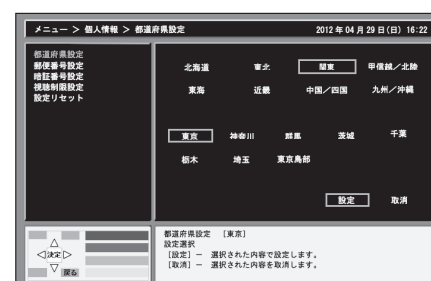 メニュー ＞ 個人情報 ＞ 都道府県設定 2012年04月29日(日) 16:22
都道府県設定
郵便番号設定
暗証番号設定
視聴制限設定
設定リセット
北海道 東北 関東 甲信越／北陸
東海 近畿 中国／四国 九州／沖縄
東京 神奈川 群馬 茨城 千葉
栃木 埼玉 東京島部
設定 取消
決定
戻る
都道府県設定 [東京]
設定選択
[設定] － 選択された内容で設定します。
[取消] － 選択された内容を取消します。